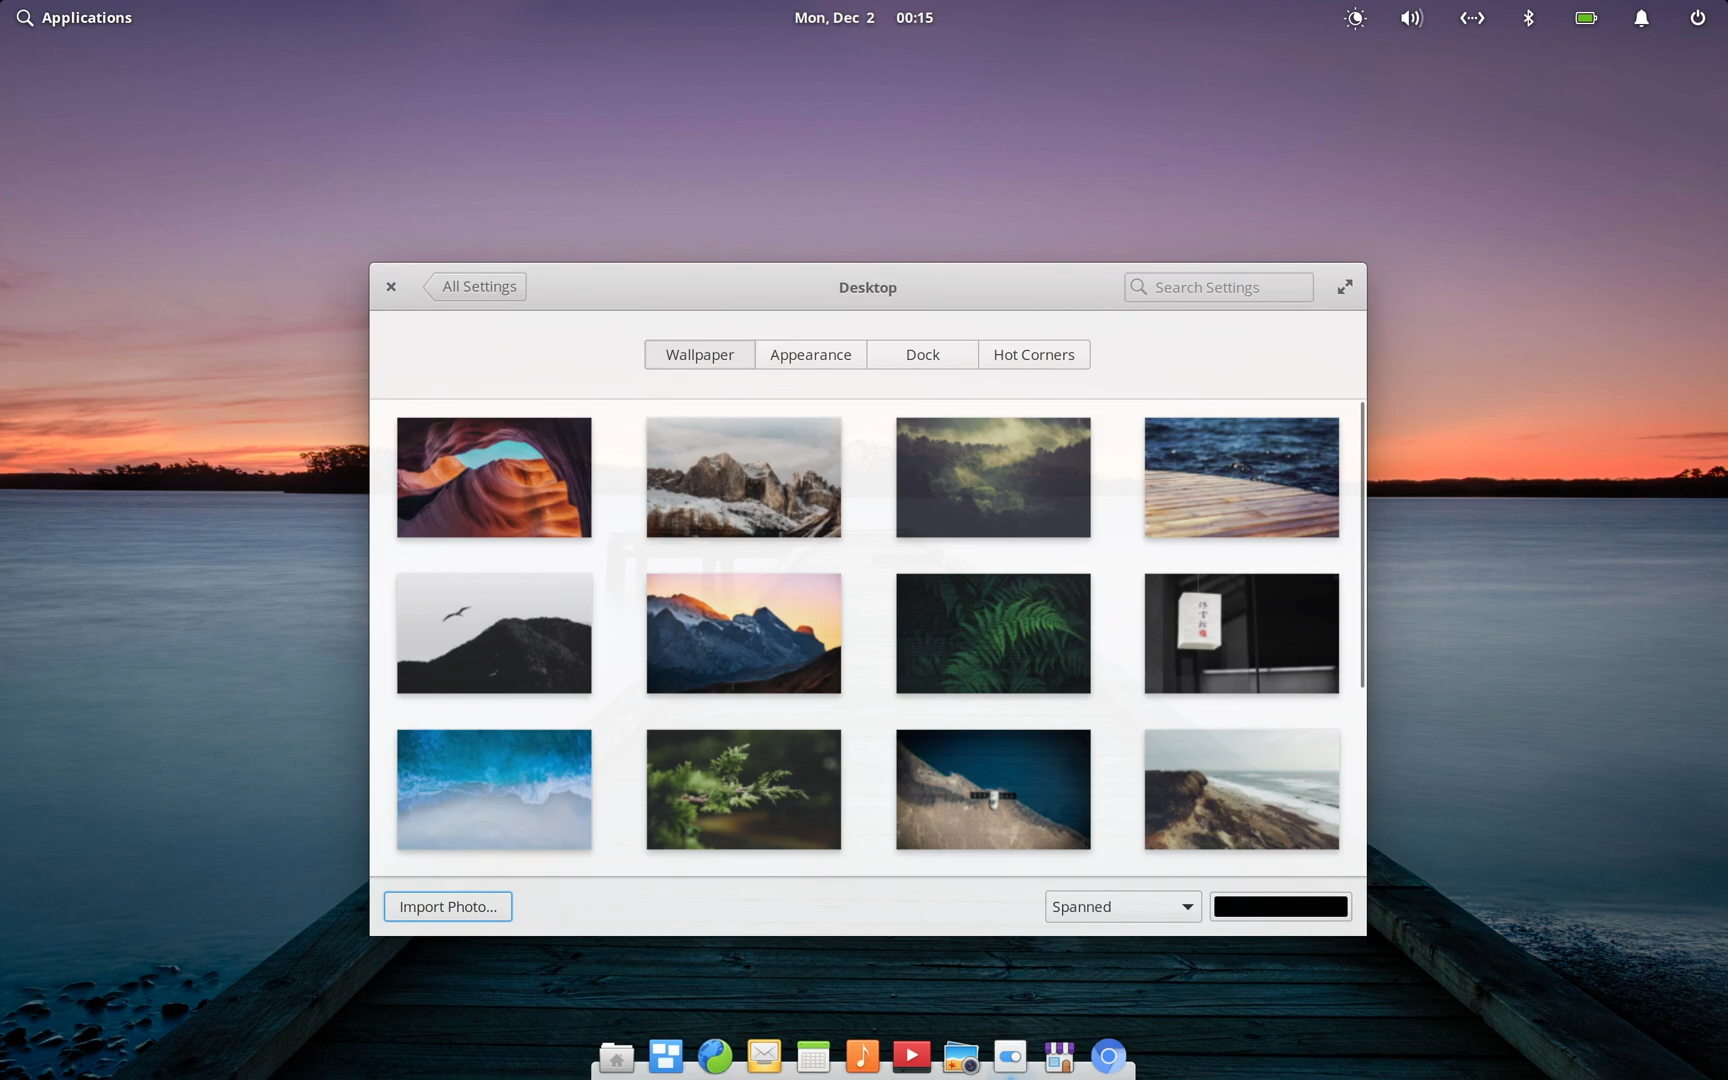 Applications
Mon, Dec 2 00:15
All Settings
Desktop
Search Settings
Wallpaper
Appearance
Dock
Hot Corners
Import Photo...
Spanned